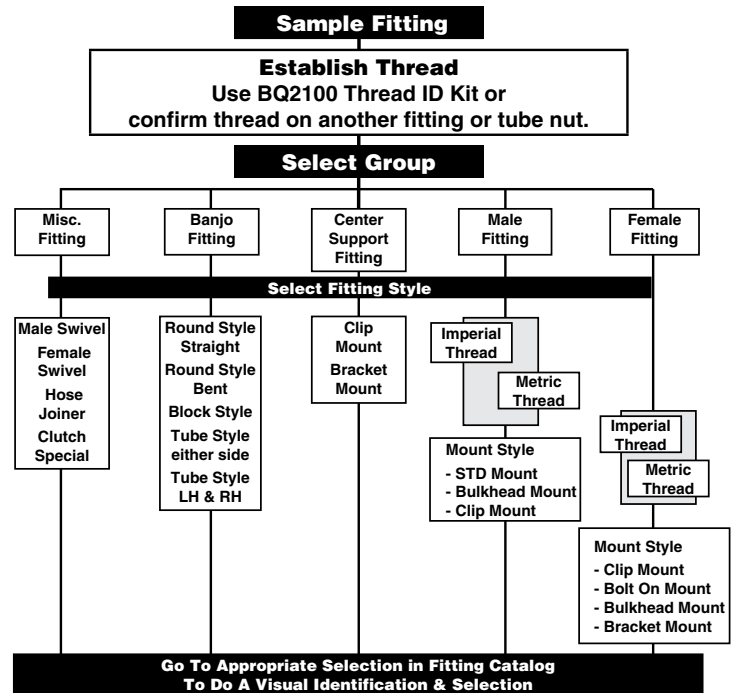 Sample Fitting
Establish Thread
Use BQ2100 Thread ID Kit or
confirm thread on another fitting or tube nut.
Select Group
Misc.
Fitting
Banjo
Fitting
Center
Support
Fitting
Male
Fitting
Female
Fitting
Select Fitting Style
Male Swivel
Female
Swivel
Hose
Joiner
Clutch
Special
Round Style
Straight
Round Style
Bent
Block Style
Tube Style
either side
Tube Style
LH & RH
Clip
Mount
Bracket
Mount
Imperial
Thread
Metric
Thread
Mount Style
- STD Mount
- Bulkhead Mount
- Clip Mount
Imperial
Thread
Metric
Thread
Mount Style
- Clip Mount
- Bolt On Mount
- Bulkhead Mount
- Bracket Mount
Go To Appropriate Selection in Fitting Catalog
To Do A Visual Identification & Selection